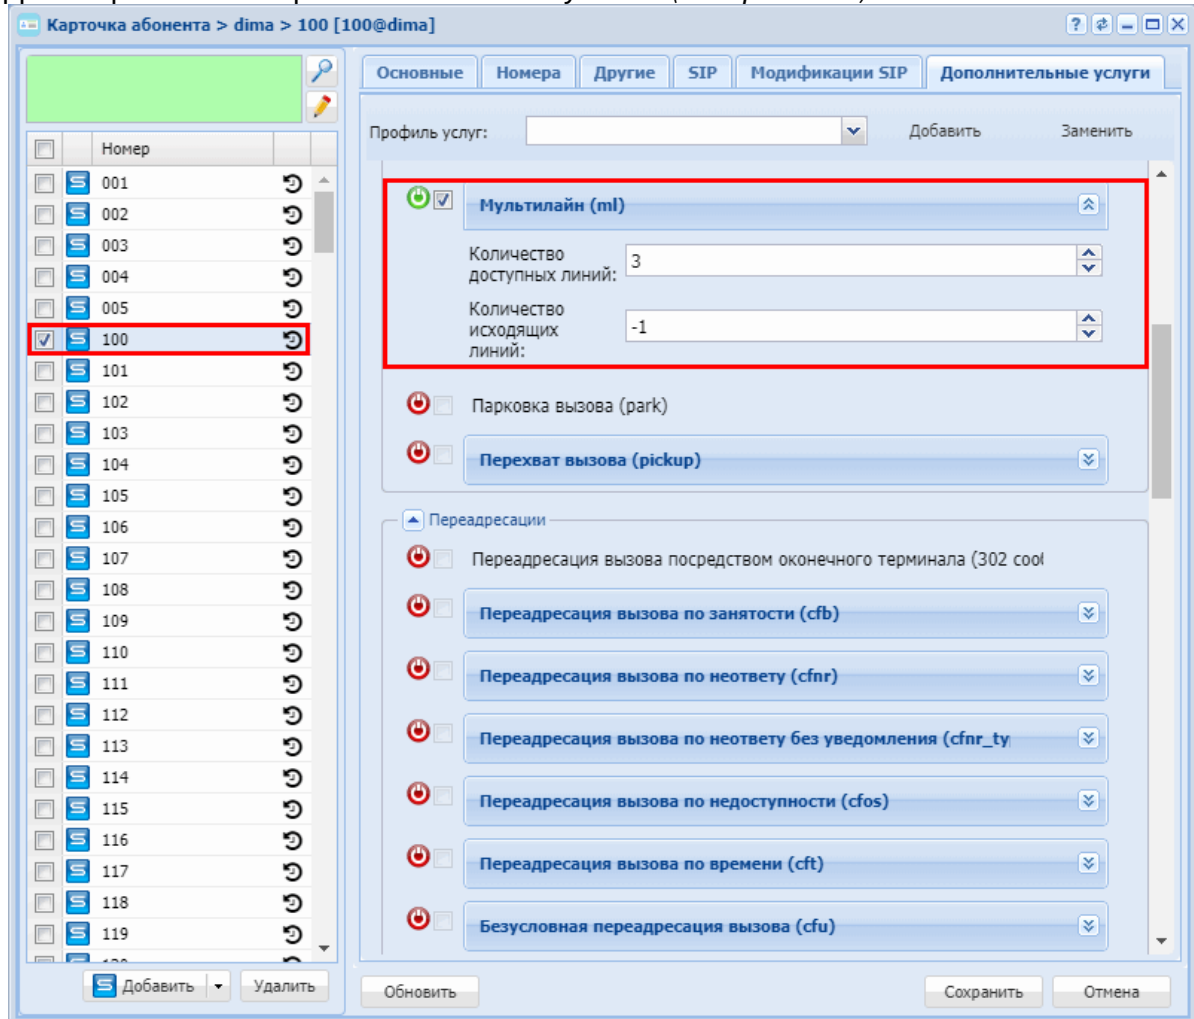 Карточка абонента > dima > 100 [100@dima]
Основные Номера Другие SIP Модификации SIP Дополнительные услуги
Профиль услуг: Добавить Заменить
Номер
001
002
003
004
005
100
101
102
103
104
105
106
107
108
109
110
111
112
113
114
115
116
117
118
119
Добавить Удалить
Мультилайн (ml)
Количество
доступных линий: 3
Количество
исходящих
линий: -1
Парковка вызова (park)
Перехват вызова (pickup)
Переадресации
Переадресация вызова посредством оконечного терминала (302
Переадресация вызова по занятости (cfb)
Переадресация вызова по неответу (cfnr)
Переадресация вызова по неответу без уведомления (cfnr_ty
Переадресация вызова по недоступности (cfos)
Переадресация вызова по времени (cft)
Безусловная переадресация вызова (cfu)
Обновить Сохранить Отмена